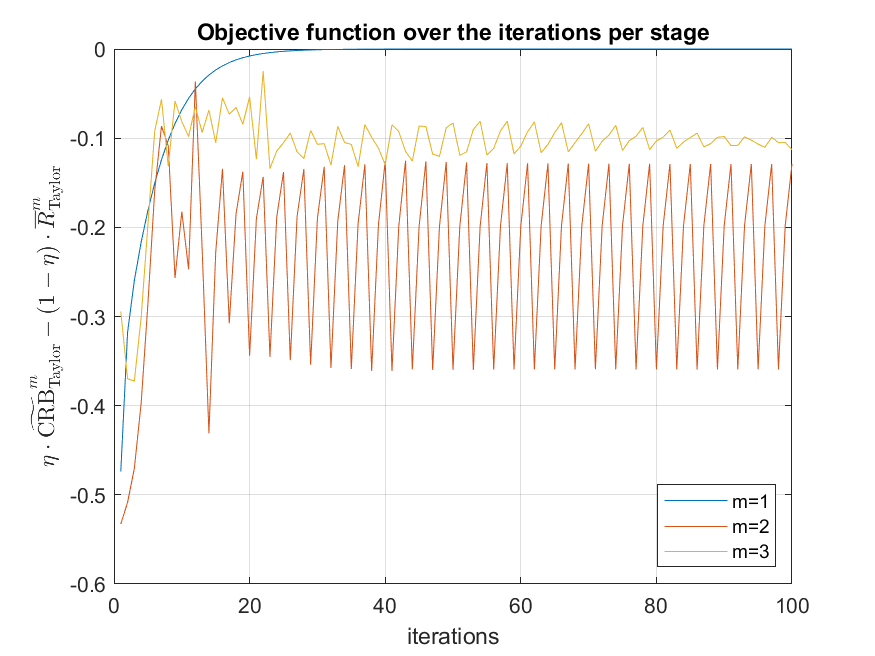 Objective function over the iterations per stage
η · C͠RB^m_Taylor − (1 − η) · R̅^m_Taylor
0
-0.1
-0.2
-0.3
-0.4
-0.5
-0.6
0 20 40 60 80 100
iterations
m=1
m=2
m=3